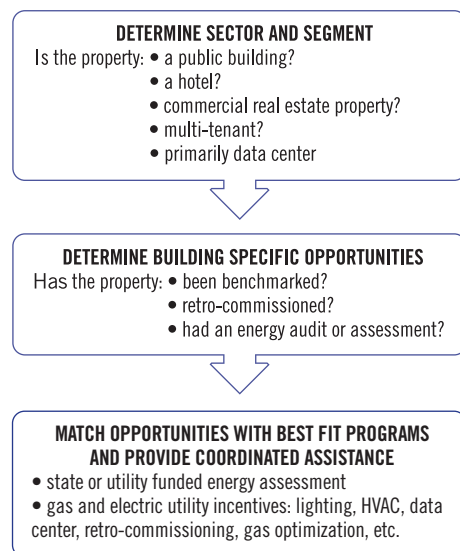 DETERMINE SECTOR AND SEGMENT
Is the property: • a public building?
• a hotel?
• commercial real estate property?
• multi-tenant?
• primarily data center
DETERMINE BUILDING SPECIFIC OPPORTUNITIES
Has the property: • been benchmarked?
• retro-commissioned?
• had an energy audit or assessment?
MATCH OPPORTUNITIES WITH BEST FIT PROGRAMS
AND PROVIDE COORDINATED ASSISTANCE
• state or utility funded energy assessment
• gas and electric utility incentives: lighting, HVAC, data
center, retro-commissioning, gas optimization, etc.